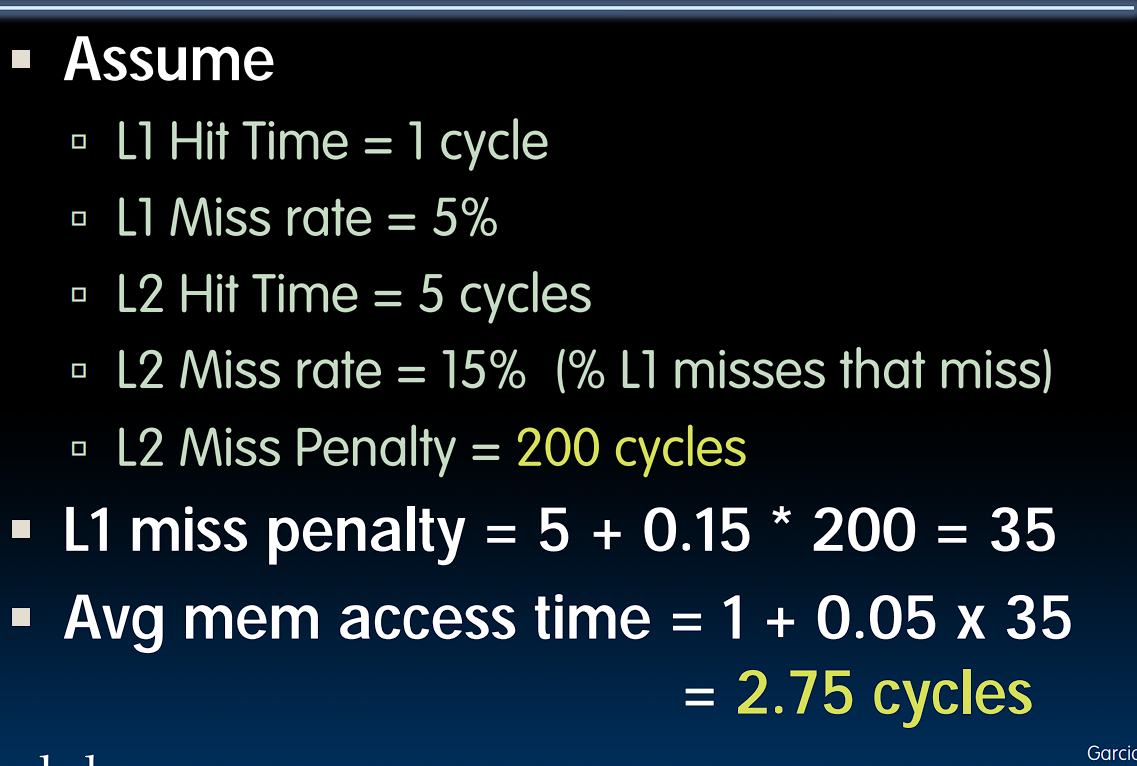 Assume
L1 Hit Time = 1 cycle
L1 Miss rate = 5%
L2 Hit Time = 5 cycles
L2 Miss rate = 15% (% L1 misses that miss)
L2 Miss Penalty = 200 cycles
L1 miss penalty = 5 + 0.15 * 200 = 35
Avg mem access time = 1 + 0.05 x 35
= 2.75 cycles